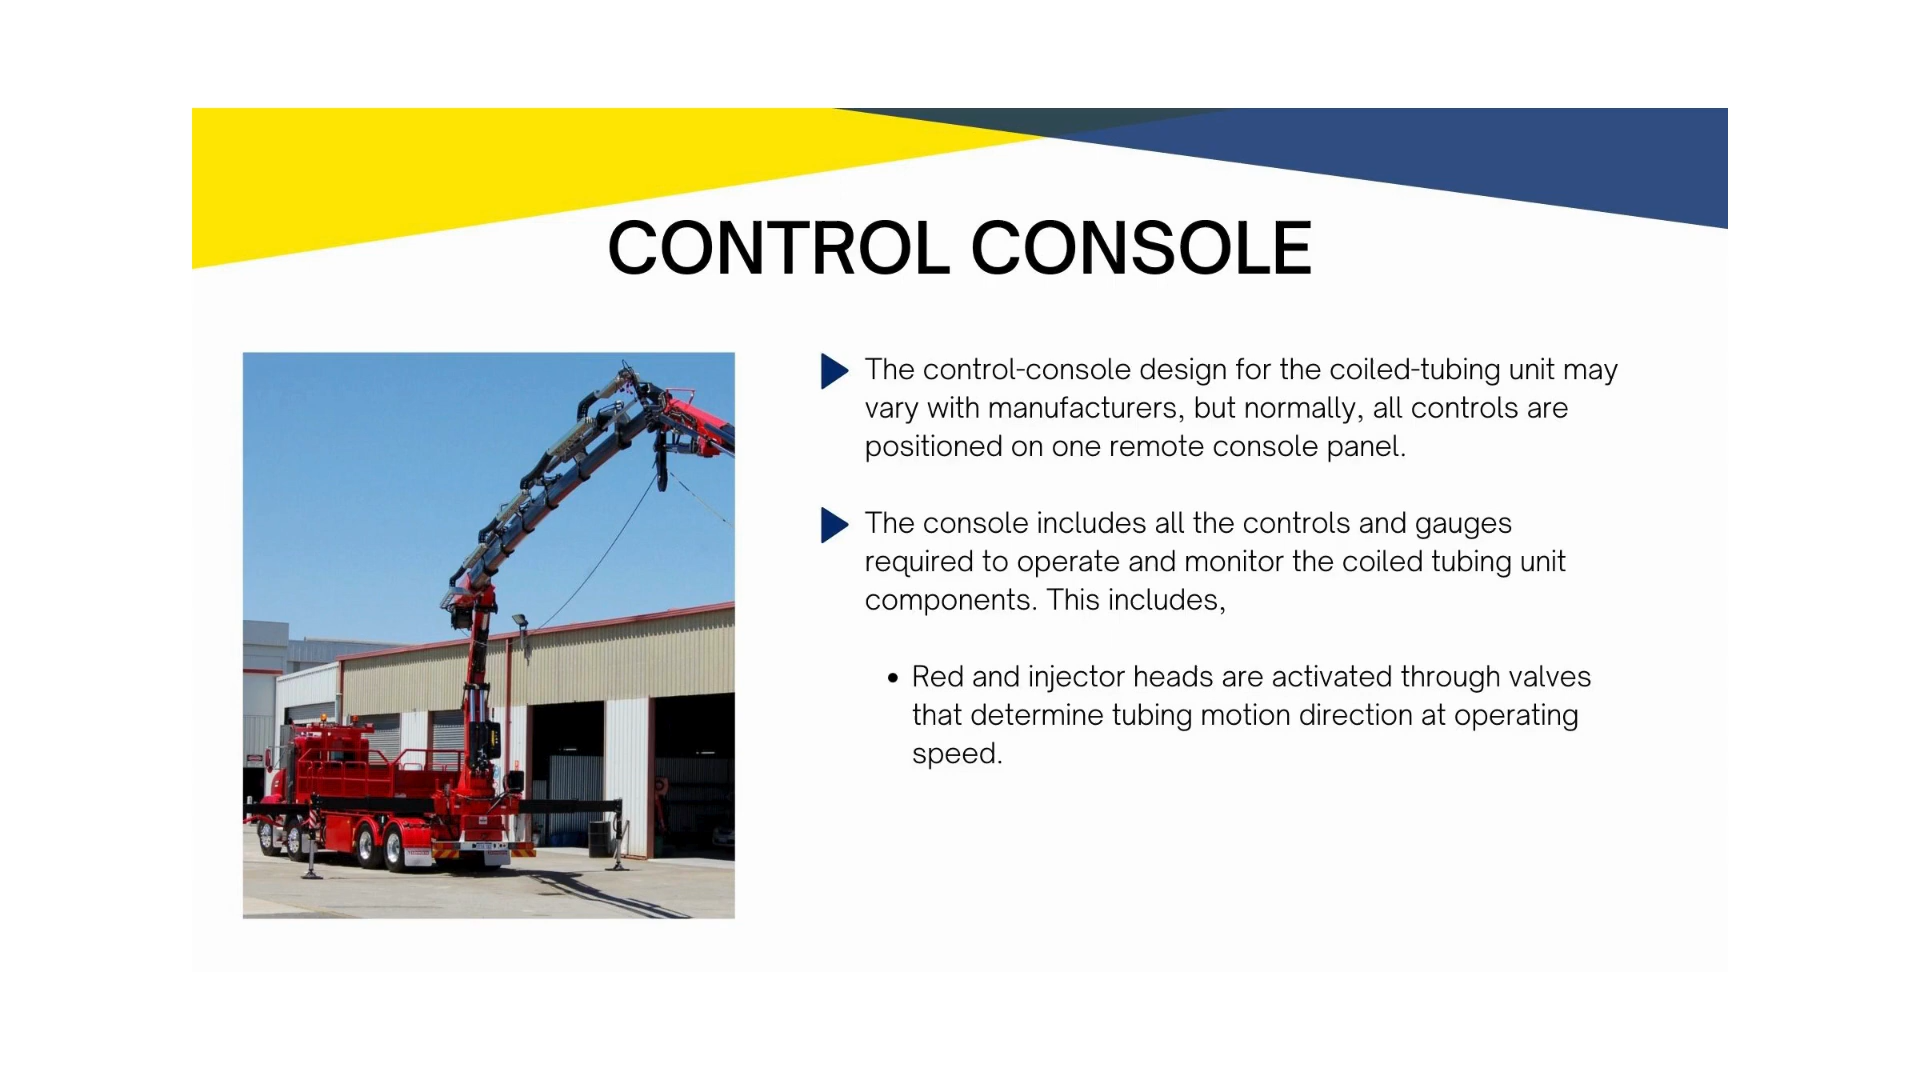 CONTROL CONSOLE
The control-console design for the coiled-tubing unit may
vary with manufacturers, but normally, all controls are
positioned on one remote console panel.
The console includes all the controls and gauges
required to operate and monitor the coiled tubing unit
components. This includes,
• Red and injector heads are activated through valves
that determine tubing motion direction at operating
speed.